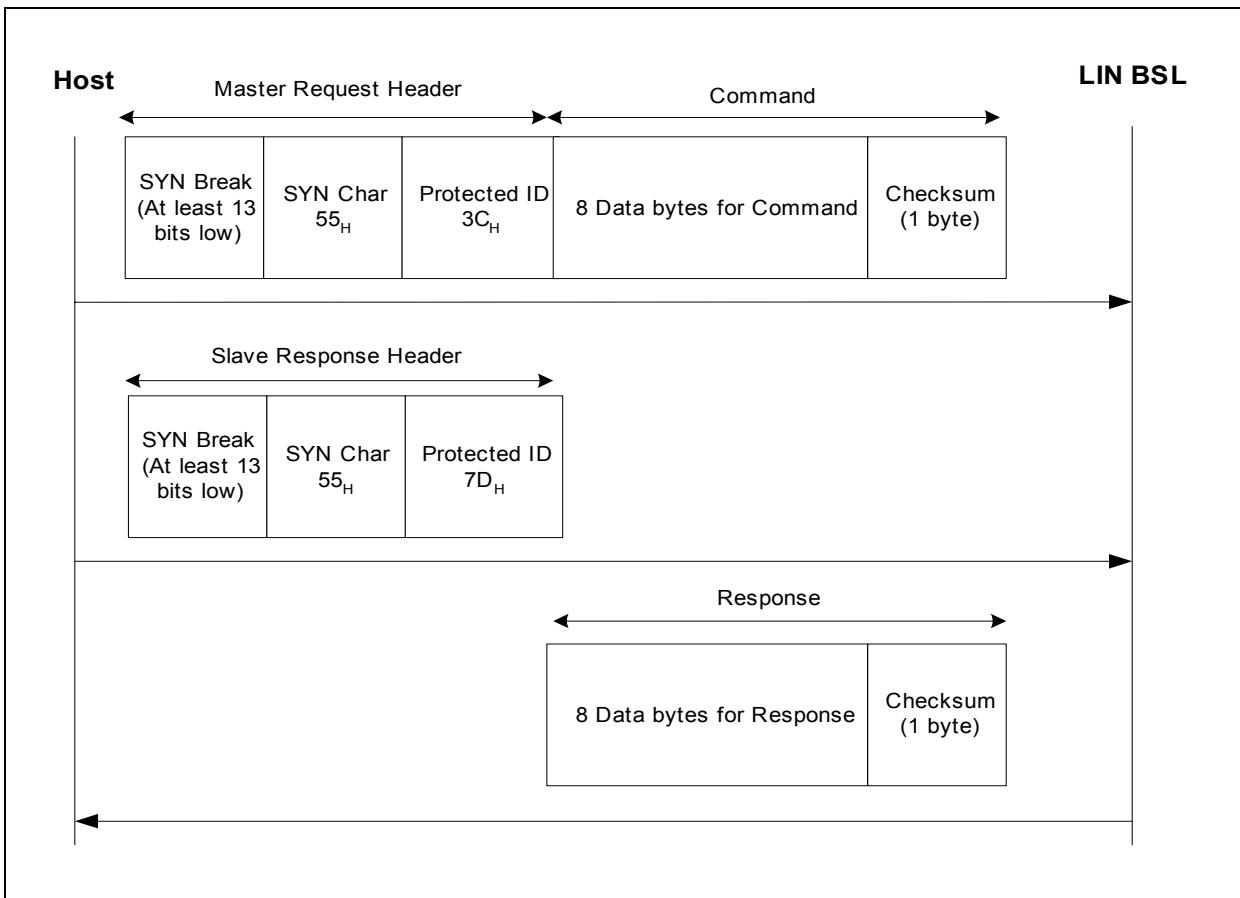 Host
LIN BSL
Master Request Header
Command
SYN Break
(At least 13
bits low)
SYN Char
55H
Protected ID
3CH
8 Data bytes for Command
Checksum
(1 byte)
Slave Response Header
SYN Break
(At least 13
bits low)
SYN Char
55H
Protected ID
7DH
Response
8 Data bytes for Response
Checksum
(1 byte)